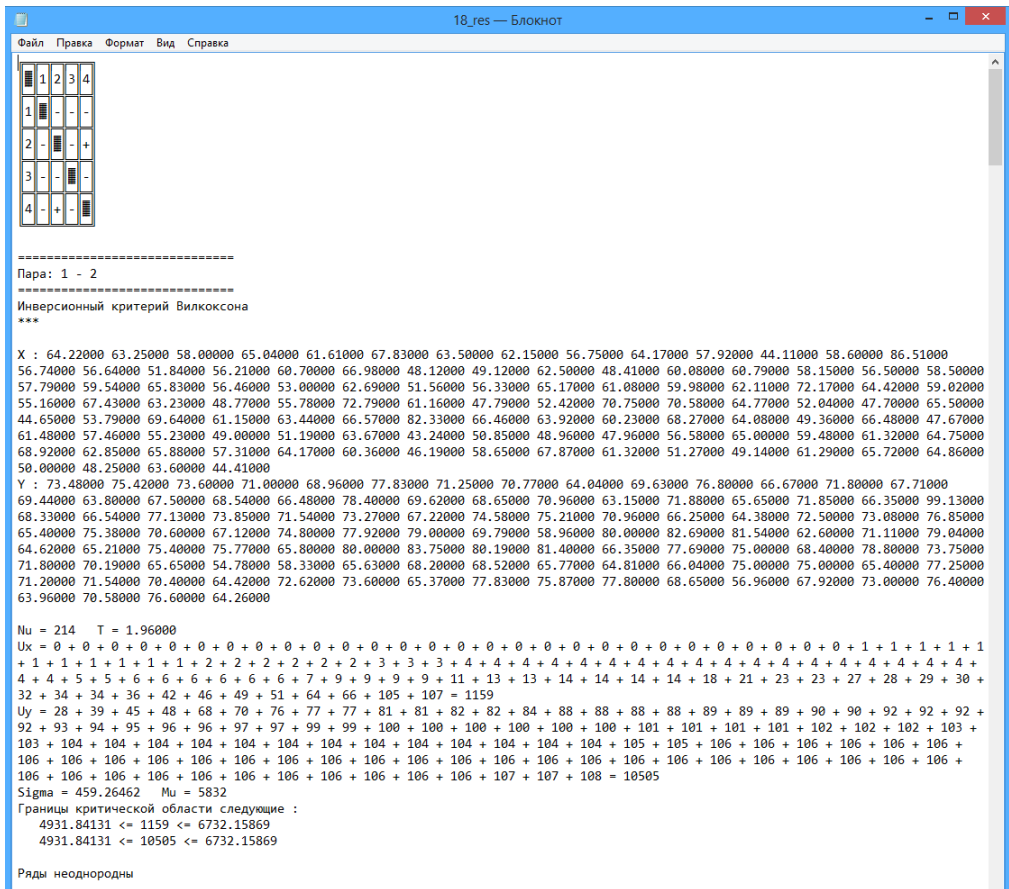 18_res — Блокнот
Файл Правка Формат Вид Справка
1 2 3 4
1 - - -
2 - - +
3 - - -
4 - + -
==============================
Пара: 1 - 2
==============================
Инверсионный критерий Вилкоксона
***
X : 64.22000 63.25000 58.00000 65.04000 61.61000 67.83000 63.50000 62.15000 56.75000 64.17000 57.92000 44.11000 58.60000 86.51000
56.74000 56.64000 51.84000 56.21000 60.70000 66.98000 48.12000 49.12000 62.50000 48.41000 60.08000 60.79000 58.15000 56.50000 58.50000
57.79000 59.54000 65.83000 56.46000 53.00000 62.69000 51.56000 56.33000 65.17000 61.08000 59.98000 62.11000 72.17000 64.42000 59.02000
55.16000 67.43000 63.23000 48.77000 55.78000 72.79000 61.16000 47.79000 52.42000 70.75000 70.58000 64.77000 52.04000 47.70000 65.50000
44.65000 53.79000 69.64000 61.15000 63.44000 66.57000 82.33000 66.46000 63.92000 60.23000 68.27000 64.08000 49.36000 66.48000 47.67000
61.48000 57.46000 55.23000 49.00000 51.19000 63.67000 43.24000 50.85000 48.96000 47.96000 56.58000 65.00000 59.48000 61.32000 64.75000
68.92000 62.85000 65.88000 57.31000 64.17000 60.36000 46.19000 58.65000 67.87000 61.32000 51.27000 49.14000 61.29000 65.72000 64.86000
50.00000 48.25000 63.60000 44.41000
Y : 73.48000 75.42000 73.60000 71.00000 68.96000 77.83000 71.25000 70.77000 64.04000 69.63000 76.80000 66.67000 71.80000 67.71000
69.44000 63.80000 67.50000 68.54000 66.48000 78.40000 69.62000 68.65000 70.96000 63.15000 71.88000 65.65000 71.85000 66.35000 99.13000
68.33000 66.54000 77.13000 73.85000 71.54000 73.27000 67.22000 74.58000 75.21000 70.96000 66.25000 64.38000 72.50000 73.08000 76.85000
65.40000 75.38000 70.60000 67.12000 74.80000 77.92000 79.00000 69.79000 58.96000 80.00000 82.69000 81.54000 62.60000 71.11000 79.04000
64.62000 65.21000 75.40000 75.77000 65.80000 80.00000 83.75000 80.19000 81.40000 66.35000 77.69000 75.00000 68.40000 78.80000 73.75000
71.80000 70.19000 65.65000 54.78000 58.33000 65.63000 68.20000 68.52000 65.77000 64.81000 66.04000 75.00000 75.00000 65.40000 77.25000
71.20000 71.54000 70.40000 64.42000 72.62000 73.60000 65.37000 77.83000 75.87000 77.80000 68.65000 56.96000 67.92000 73.00000 76.40000
63.96000 70.58000 76.60000 64.26000
Nu = 214 T = 1.96000
Ux = 0 + 0 + 0 + 0 + 0 + 0 + 0 + 0 + 0 + 0 + 0 + 0 + 0 + 0 + 0 + 0 + 0 + 0 + 0 + 0 + 0 + 0 + 0 + 0 + 0 + 0 + 0 + 0 + 1 + 1 + 1 + 1 + 1
+ 1 + 1 + 1 + 1 + 1 + 1 + 2 + 2 + 2 + 2 + 2 + 2 + 3 + 3 + 3 + 4 + 4 + 4 + 4 + 4 + 4 + 4 + 4 + 4 + 4 + 4 + 4 + 4 + 4 + 4 + 4 + 4 + 4 +
4 + 4 + 5 + 5 + 6 + 6 + 6 + 6 + 6 + 6 + 7 + 9 + 9 + 9 + 9 + 11 + 13 + 13 + 14 + 14 + 14 + 14 + 18 + 21 + 23 + 23 + 27 + 28 + 29 + 30 +
32 + 34 + 34 + 36 + 42 + 46 + 49 + 51 + 64 + 66 + 105 + 107 = 1159
Uy = 28 + 39 + 45 + 48 + 68 + 70 + 76 + 77 + 77 + 81 + 81 + 82 + 82 + 84 + 88 + 88 + 88 + 88 + 89 + 89 + 89 + 90 + 90 + 92 + 92 + 92 +
92 + 93 + 94 + 95 + 96 + 96 + 97 + 97 + 99 + 99 + 100 + 100 + 100 + 100 + 100 + 100 + 101 + 101 + 101 + 101 + 102 + 102 + 102 + 103 +
103 + 104 + 104 + 104 + 104 + 104 + 104 + 104 + 104 + 104 + 104 + 104 + 104 + 104 + 105 + 105 + 106 + 106 + 106 + 106 + 106 + 106 +
106 + 106 + 106 + 106 + 106 + 106 + 106 + 106 + 106 + 106 + 106 + 106 + 106 + 106 + 106 + 106 + 106 + 106 + 106 + 106 + 106 + 106 +
106 + 106 + 106 + 106 + 106 + 106 + 106 + 106 + 106 + 106 + 106 + 107 + 107 + 108 = 10505
Sigma = 459.26462 Mu = 5832
Границы критической области следующие :
4931.84131 <= 1159 <= 6732.15869
4931.84131 <= 10505 <= 6732.15869
Ряды неоднородны